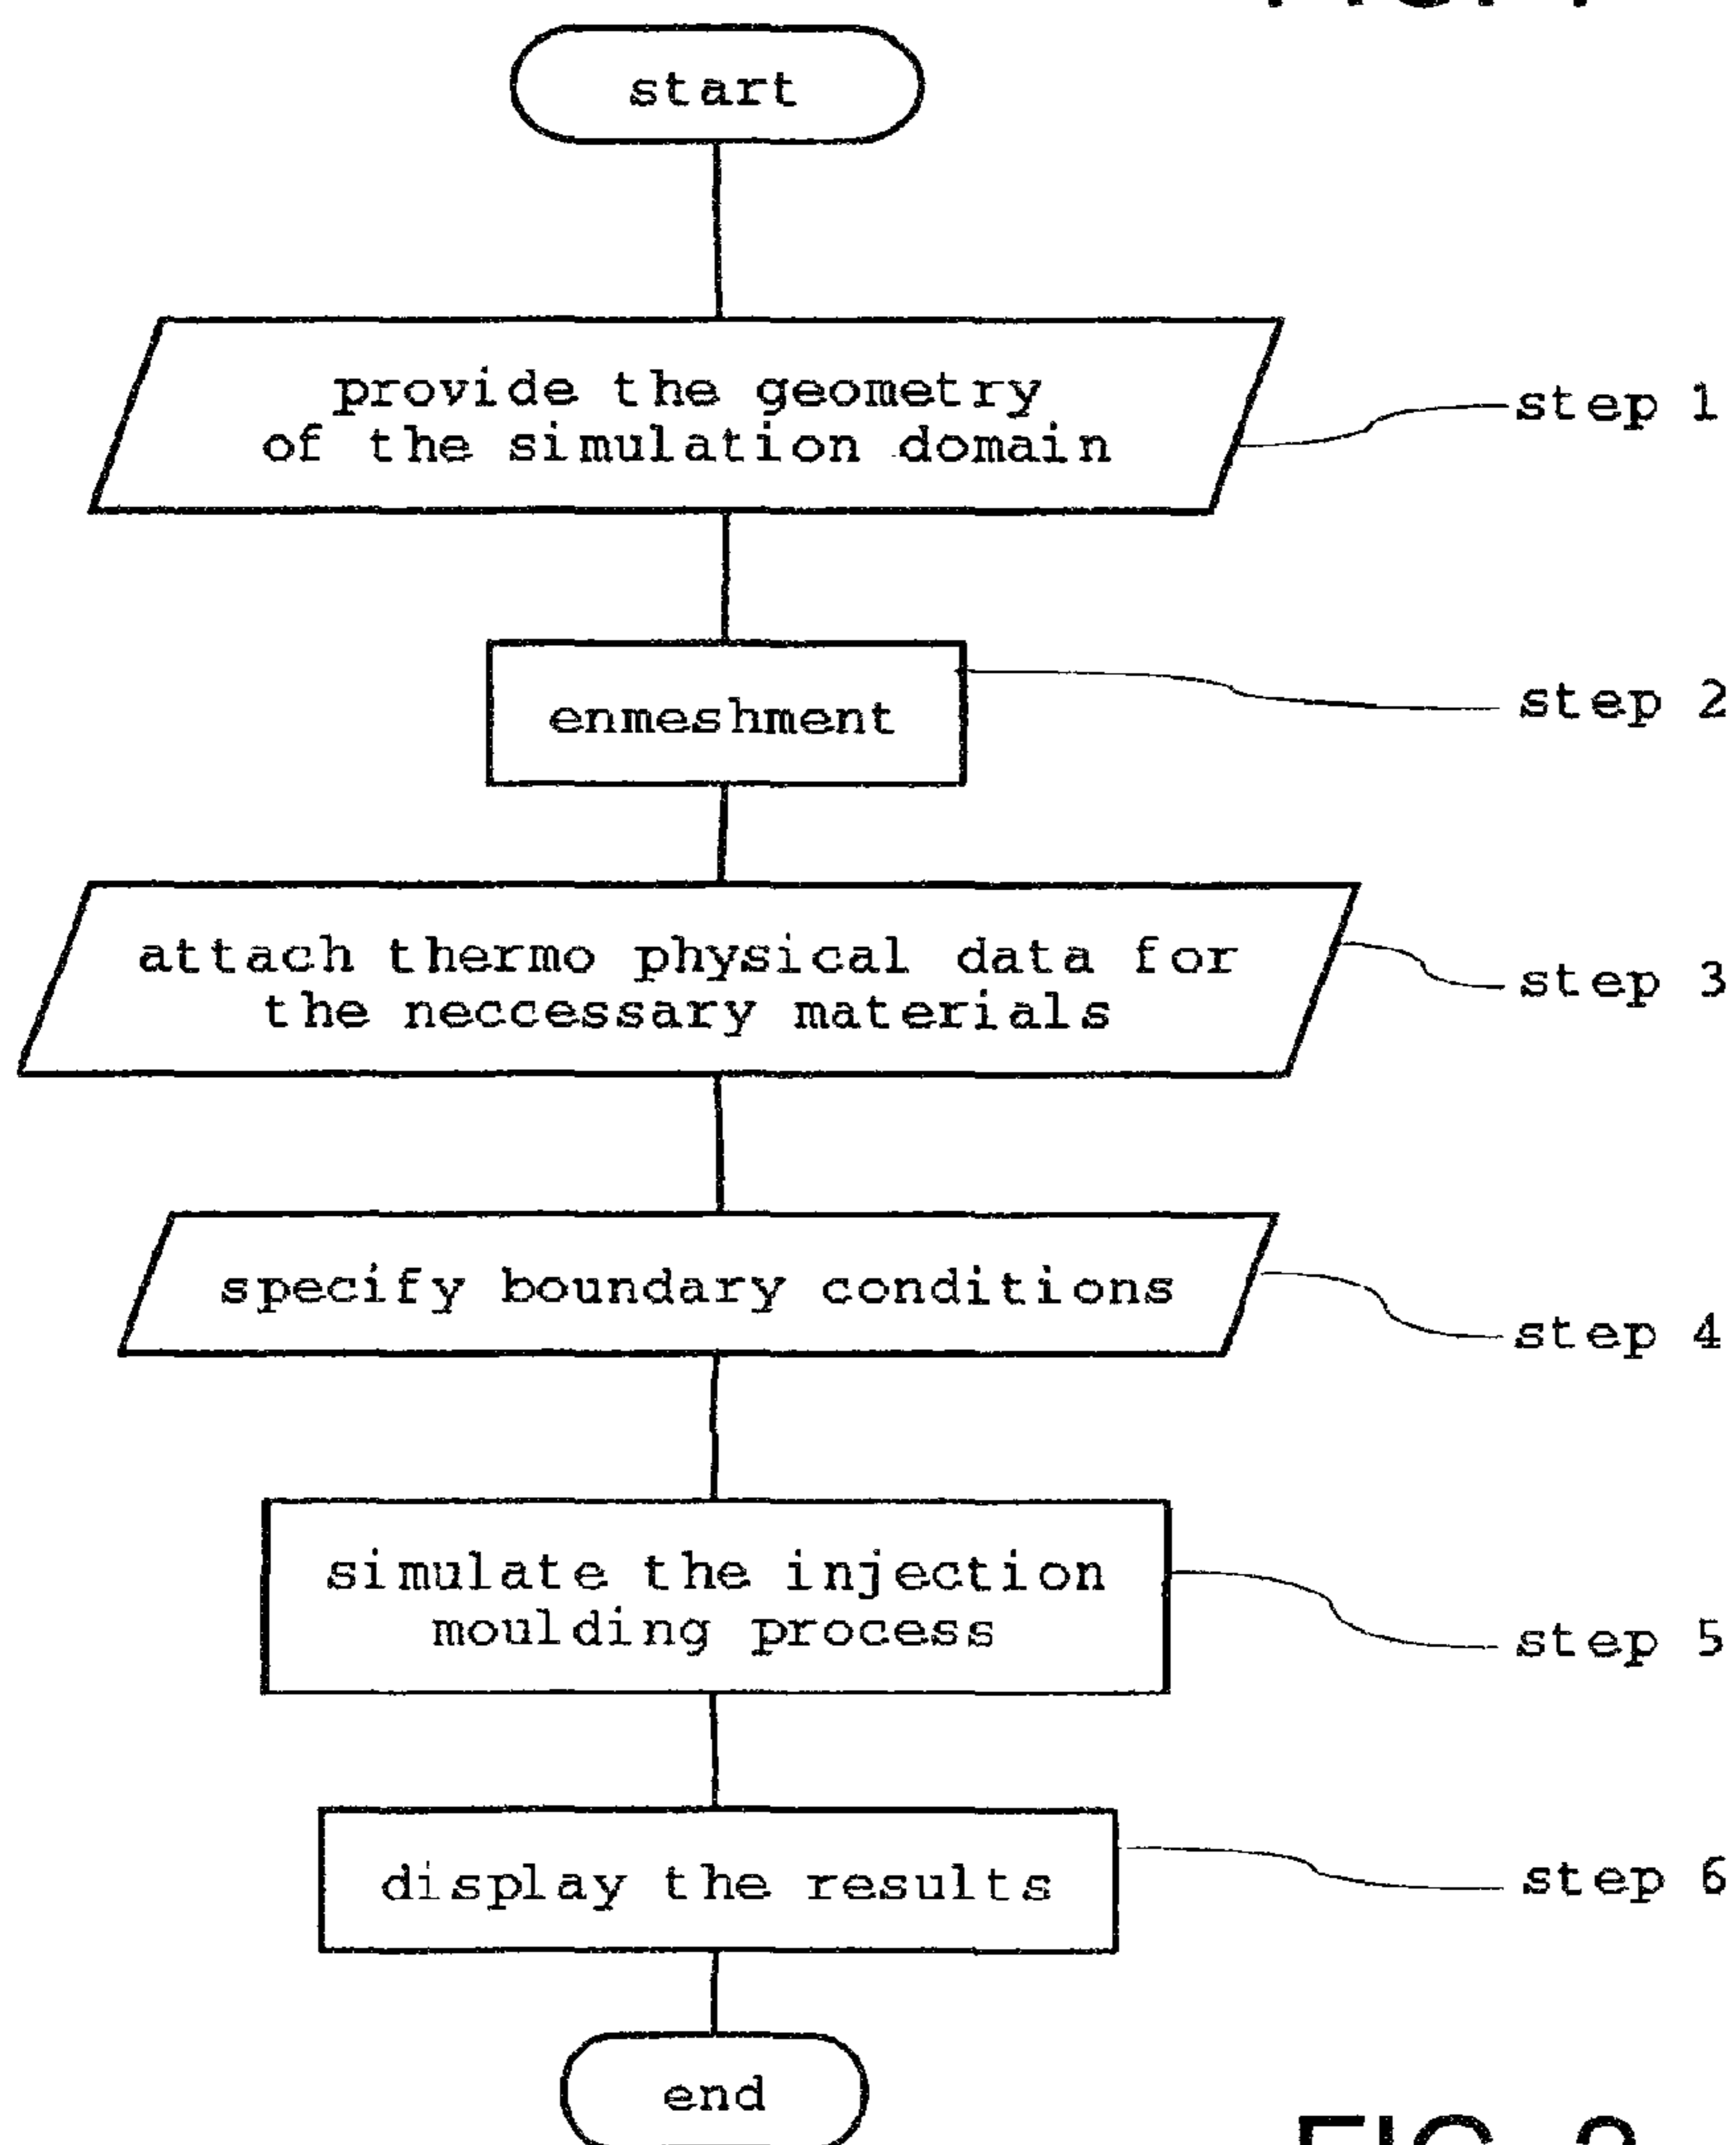 start
provide the geometry
of the simulation domain
step 1
enmeshment
step 2
attach thermo physical data for
the neccessary materials
step 3
specify boundary conditions
step 4
simulate the injection
moulding process
step 5
display the results
step 6
end